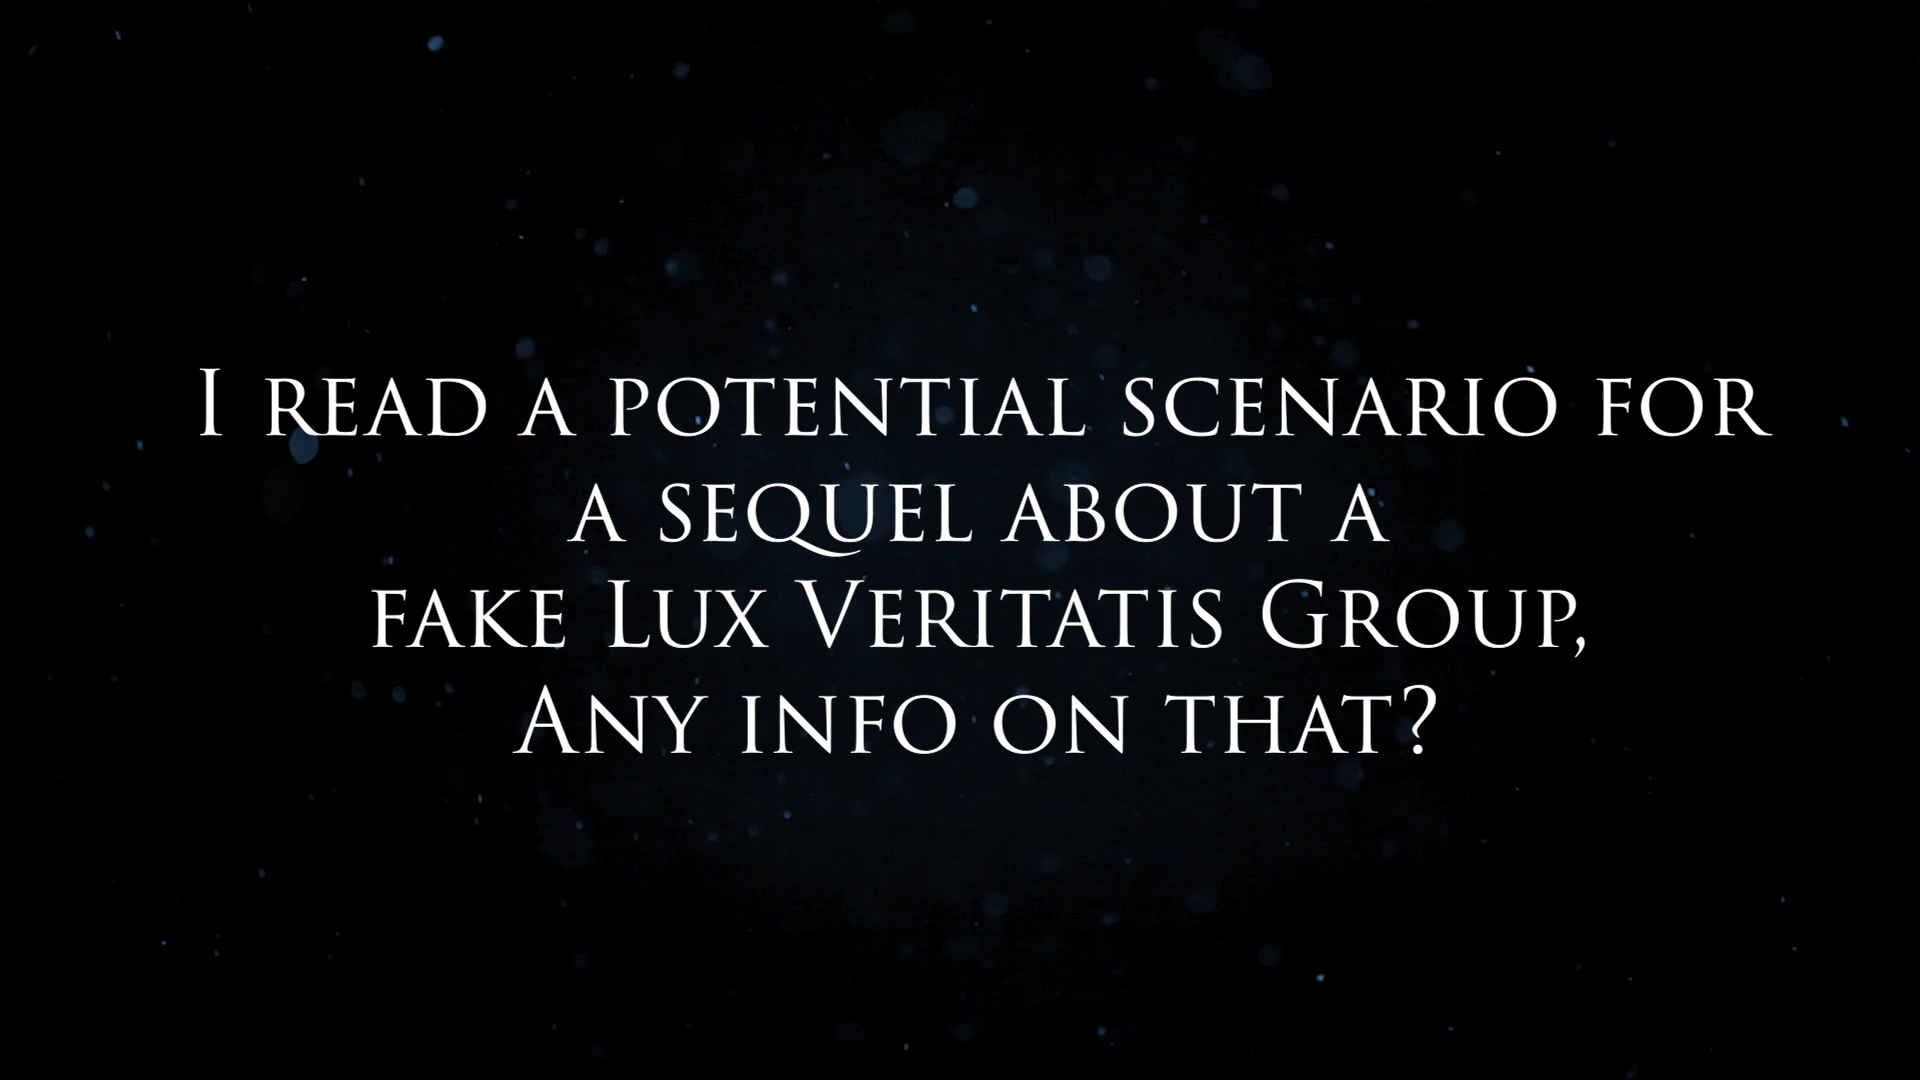 I read a potential scenario for
a sequel about a
fake Lux Veritatis Group,
Any info on that?